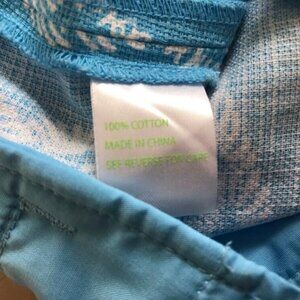 100% COTTON
MADE IN CHINA
SEE REVERSE FOR CARE